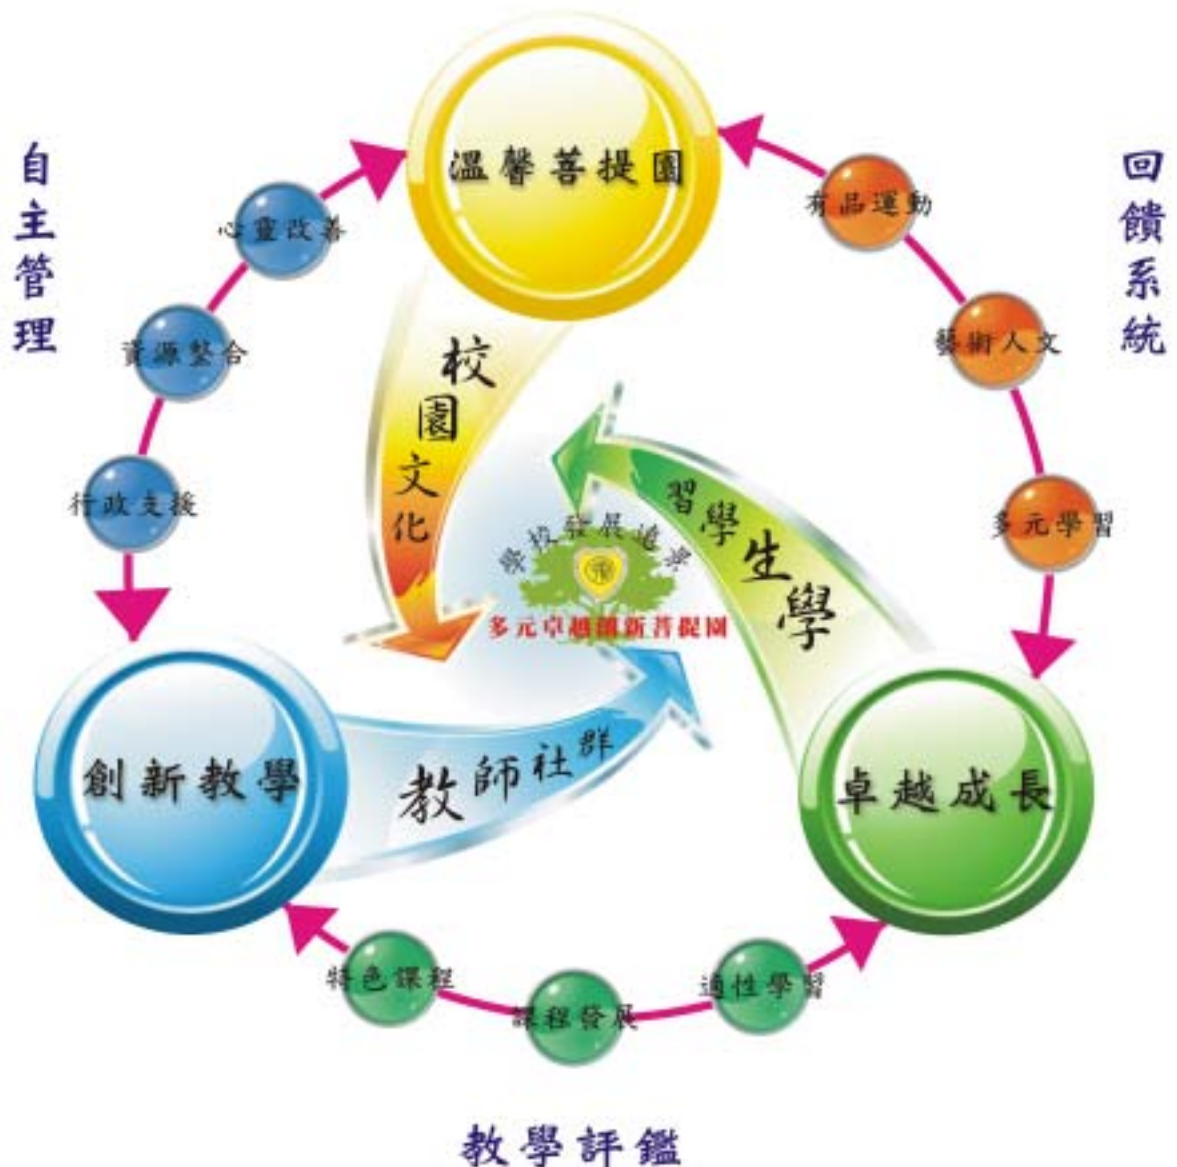 溫馨菩提園
自主管理
回饋系統
心靈改善
有品運動
資源整合
藝術人文
行政支援
多元學習
校園文化
學生學習
學校發展遠景
多元卓越創新菩提園
創新教學
教師社群
卓越成長
特色課程
課程發展
適性學習
教學評鑑